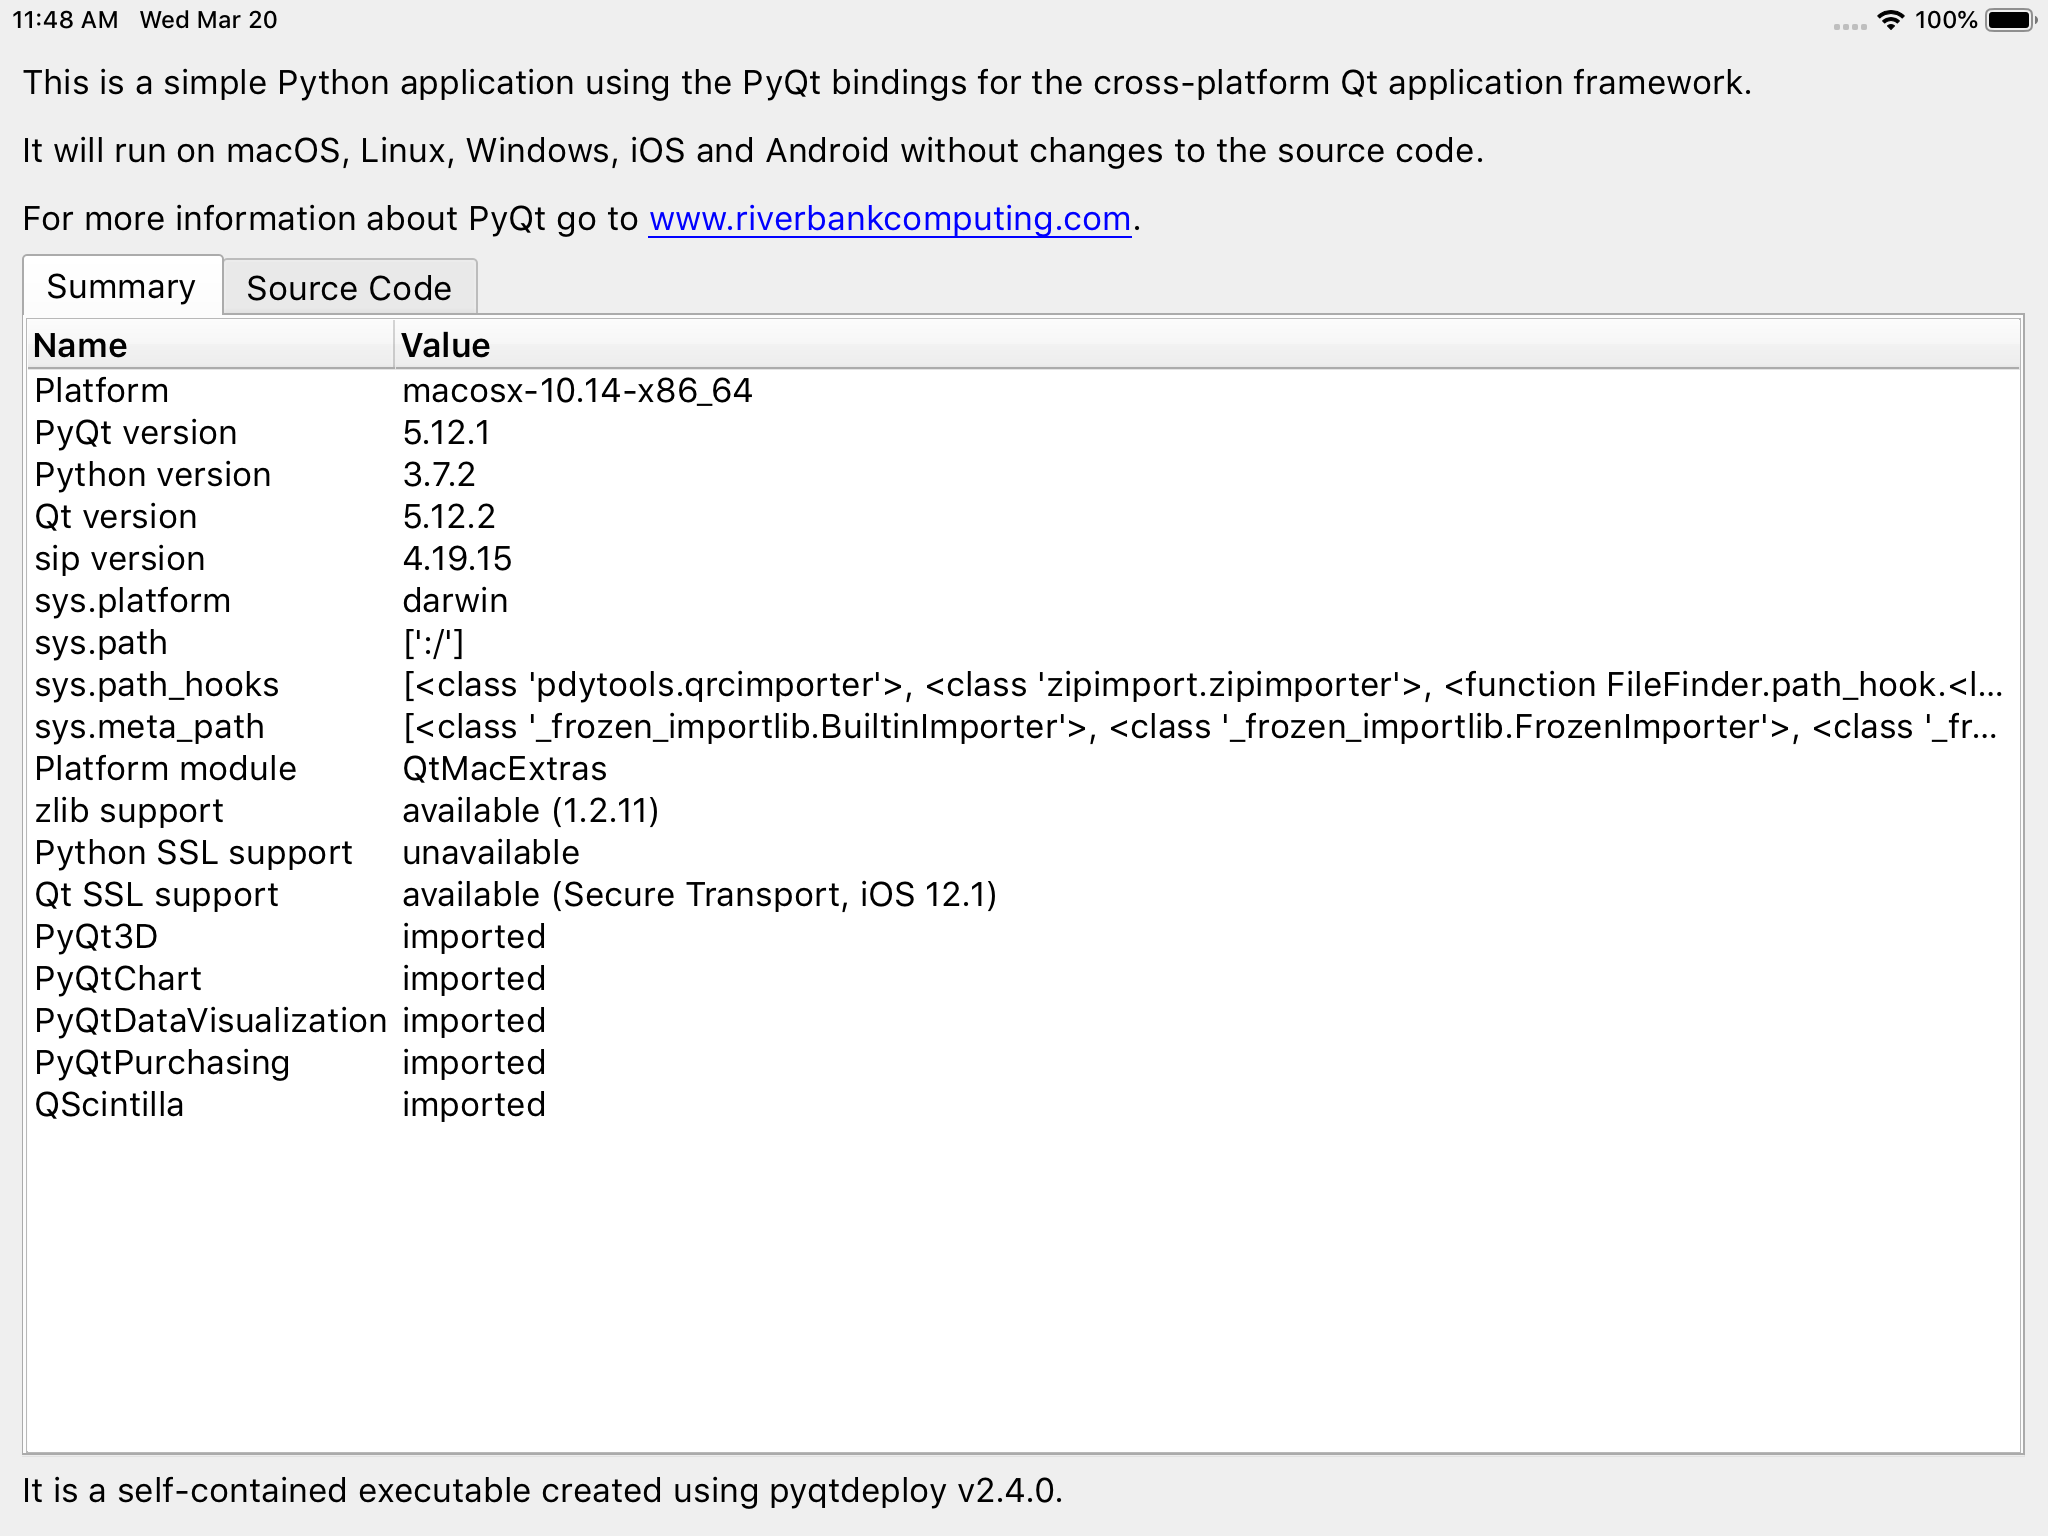 11:48 AM Wed Mar 20 100%
This is a simple Python application using the PyQt bindings for the cross-platform Qt application framework.
It will run on macOS, Linux, Windows, iOS and Android without changes to the source code.
For more information about PyQt go to www.riverbankcomputing.com.
Summary Source Code
Name Value
Platform macosx-10.14-x86_64
PyQt version 5.12.1
Python version 3.7.2
Qt version 5.12.2
sip version 4.19.15
sys.platform darwin
sys.path [':/']
sys.path_hooks [<class 'pdytools.qrcimporter'>, <class 'zipimport.zipimporter'>, <function FileFinder.path_hook.<l...
sys.meta_path [<class '_frozen_importlib.BuiltinImporter'>, <class '_frozen_importlib.FrozenImporter'>, <class '_fr...
Platform module QtMacExtras
zlib support available (1.2.11)
Python SSL support unavailable
Qt SSL support available (Secure Transport, iOS 12.1)
PyQt3D imported
PyQtChart imported
PyQtDataVisualization imported
PyQtPurchasing imported
QScintilla imported
It is a self-contained executable created using pyqtdeploy v2.4.0.